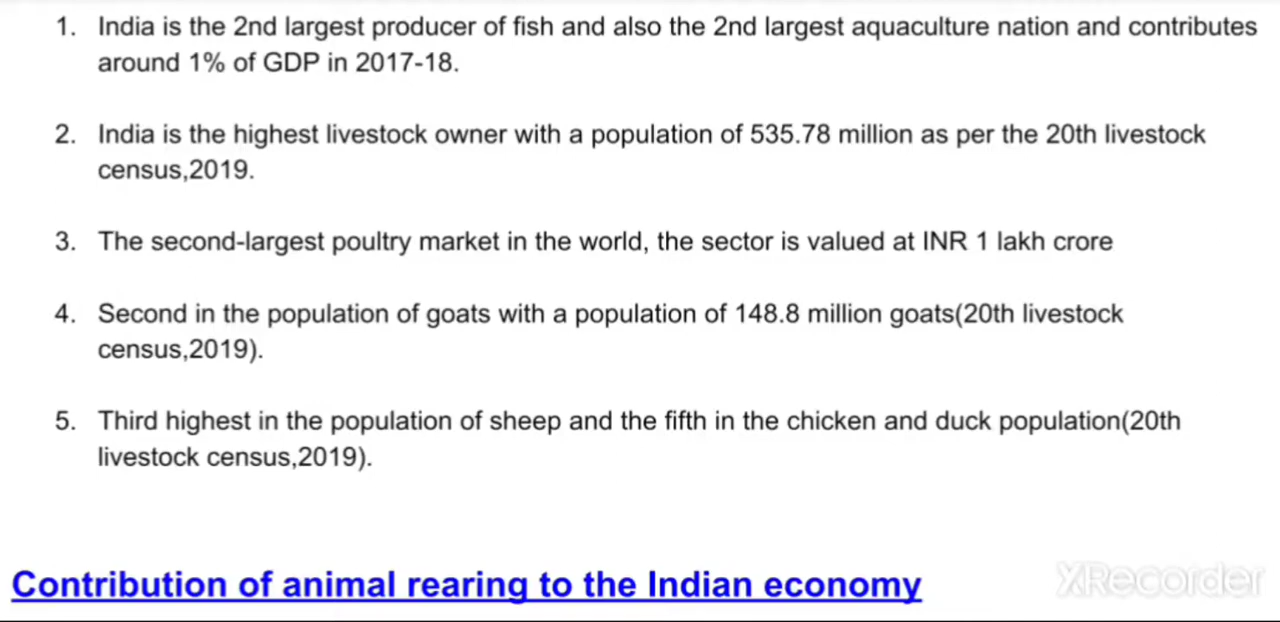 1. India is the 2nd largest producer of fish and also the 2nd largest aquaculture nation and contributes
around 1% of GDP in 2017-18.
2. India is the highest livestock owner with a population of 535.78 million as per the 20th livestock
census,2019.
3. The second-largest poultry market in the world, the sector is valued at INR 1 lakh crore
4. Second in the population of goats with a population of 148.8 million goats(20th livestock
census,2019).
5. Third highest in the population of sheep and the fifth in the chicken and duck population(20th
livestock census,2019).
Contribution of animal rearing to the Indian economy
XRecorder